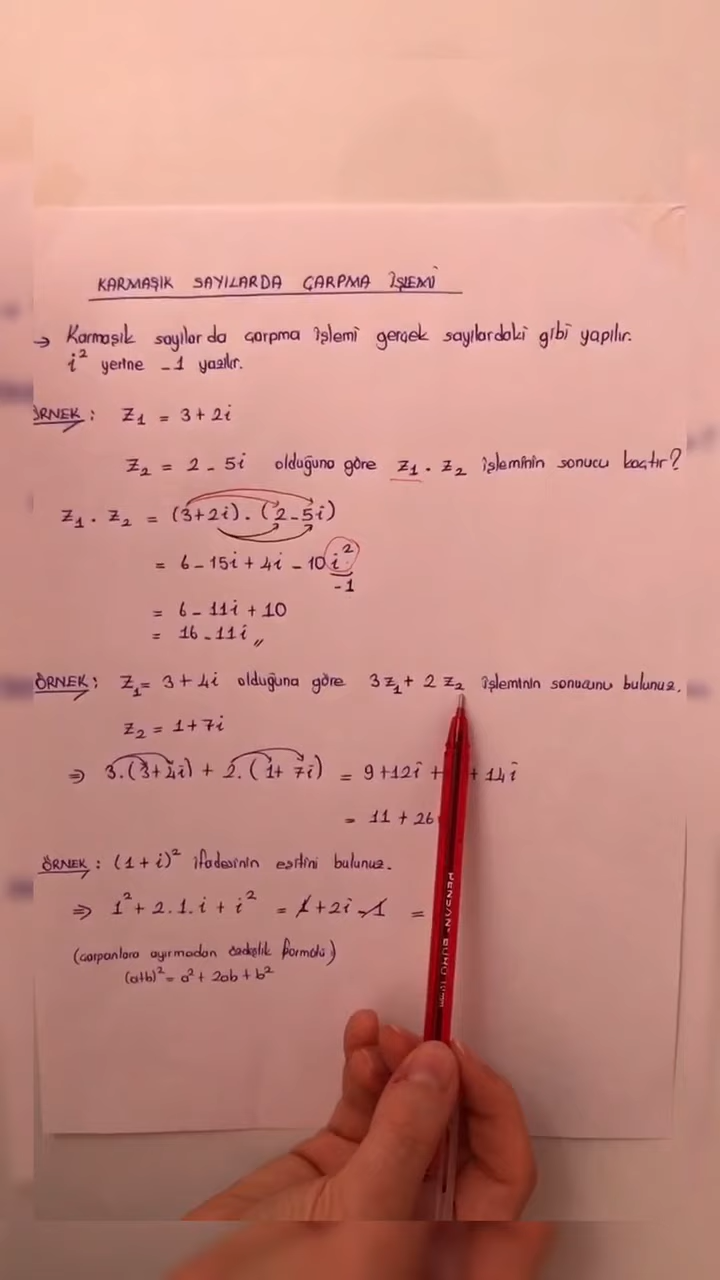 KARMAŞIK SAYILARDA ÇARPMA İŞLEMİ
→ Karmaşık sayılarda çarpma işlemi gerçek sayılardaki gibi yapılır.
i² yerine -1 yazılır.
ÖRNEK : z₁ = 3 + 2i
z₂ = 2 - 5i olduğuna göre z₁ . z₂ işleminin sonucu kaçtır?
z₁ . z₂ = (3+2i) . (2-5i)
= 6 - 15i + 4i - 10i²
-1
= 6 - 11i + 10
= 16 - 11i
ÖRNEK : z₁ = 3 + 4i olduğuna göre 3z₁ + 2z₂ işleminin sonucunu bulunuz.
z₂ = 1 + 7i
⇒ 3.(3+4i) + 2.(1+7i) = 9 + 12i + + 14i
= 11 + 26
ÖRNEK : (1+i)² ifadesinin eşitini bulunuz.
⇒ 1² + 2.1.i + i² = 1 + 2i - 1 =
(çarpanlara ayırmadan özdeşlik formülü)
(a+b)² = a² + 2ab + b²